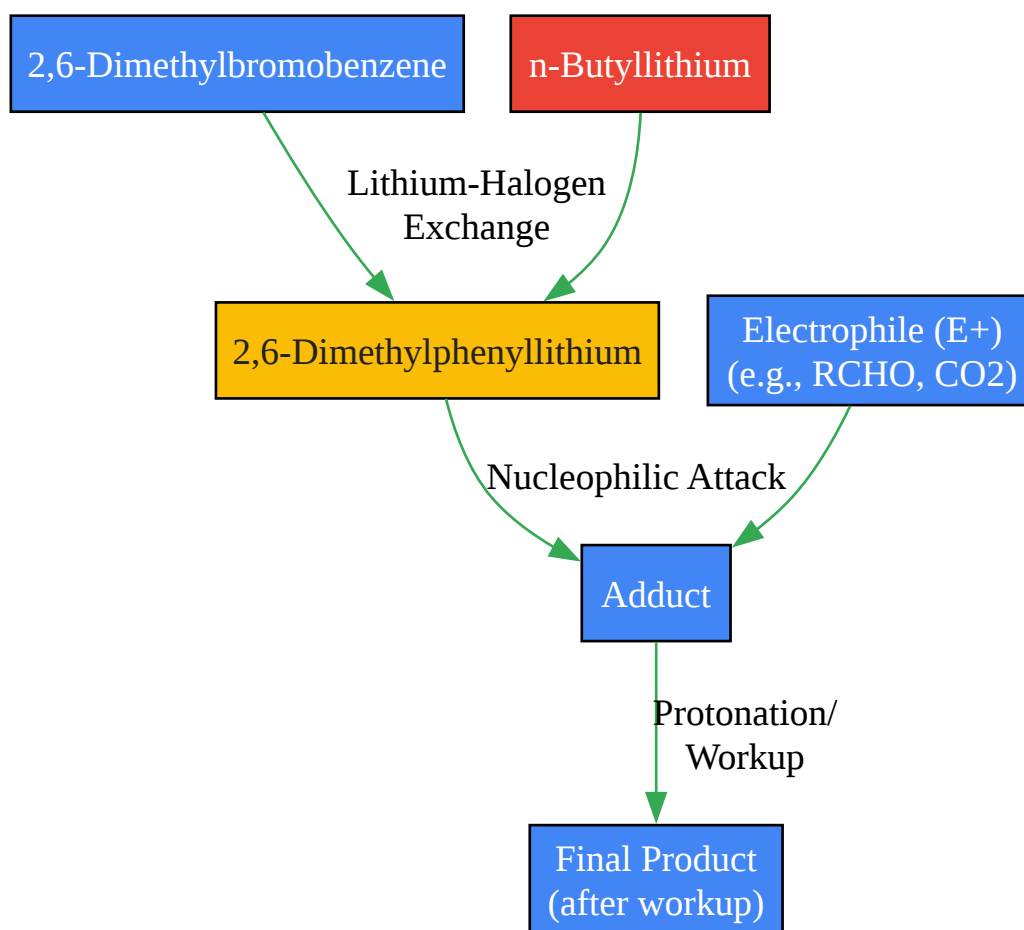 2,6-Dimethylbromobenzene
n-Butyllithium
Lithium-Halogen
Exchange
2,6-Dimethylphenyllithium
Electrophile (E+)
(e.g., RCHO, CO2)
Nucleophilic Attack
Adduct
Protonation/
Workup
Final Product
(after workup)